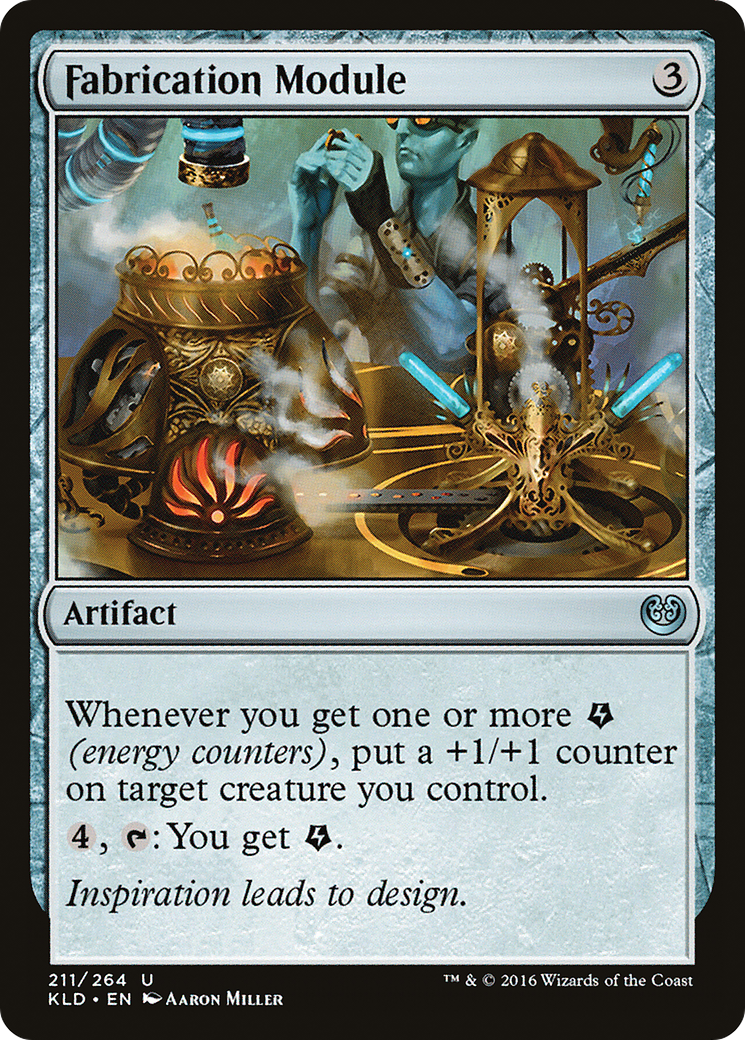 Fabrication Module 3
Artifact
Whenever you get one or more
(energy counters), put a +1/+1 counter
on target creature you control.
4, : You get .
Inspiration leads to design.
211/264 U
™ & © 2016 Wizards of the Coast
KLD • EN Aaron Miller